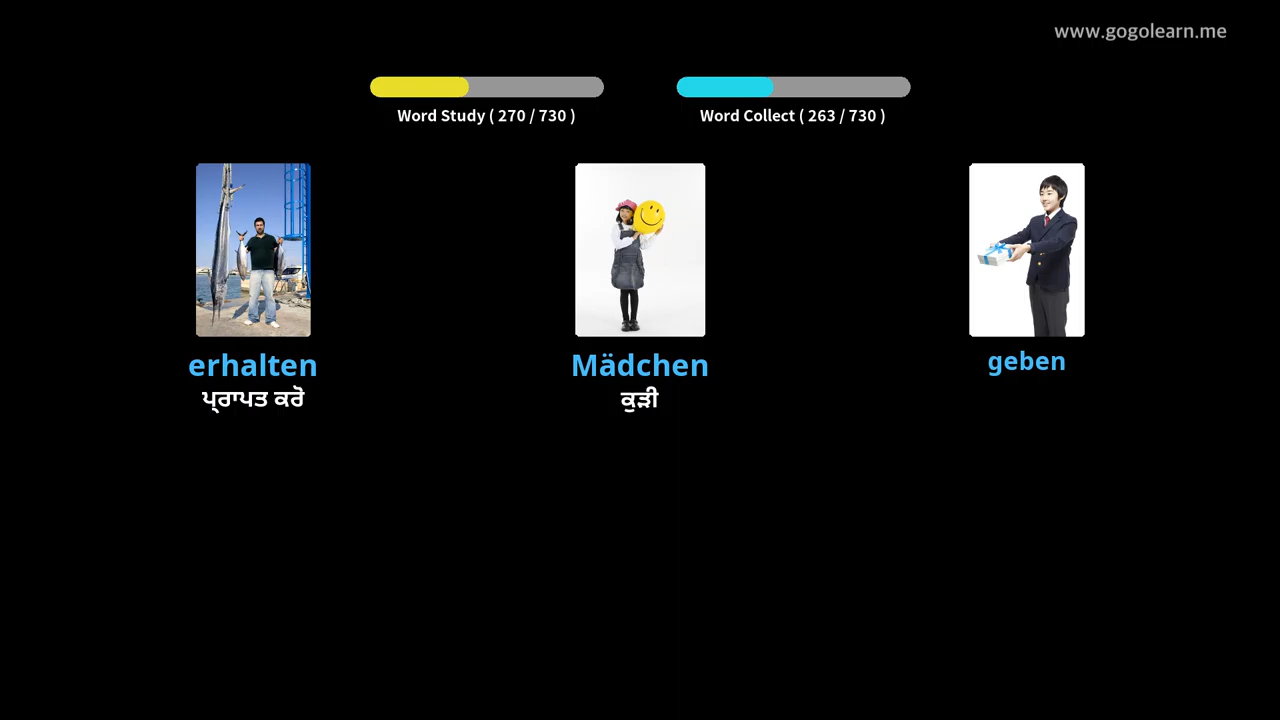 www.gogolearn.me
Word Study ( 270 / 730 )
Word Collect ( 263 / 730 )
erhalten
ਪ੍ਰਾਪਤ ਕਰੋ
Mädchen
ਕੁੜੀ
geben